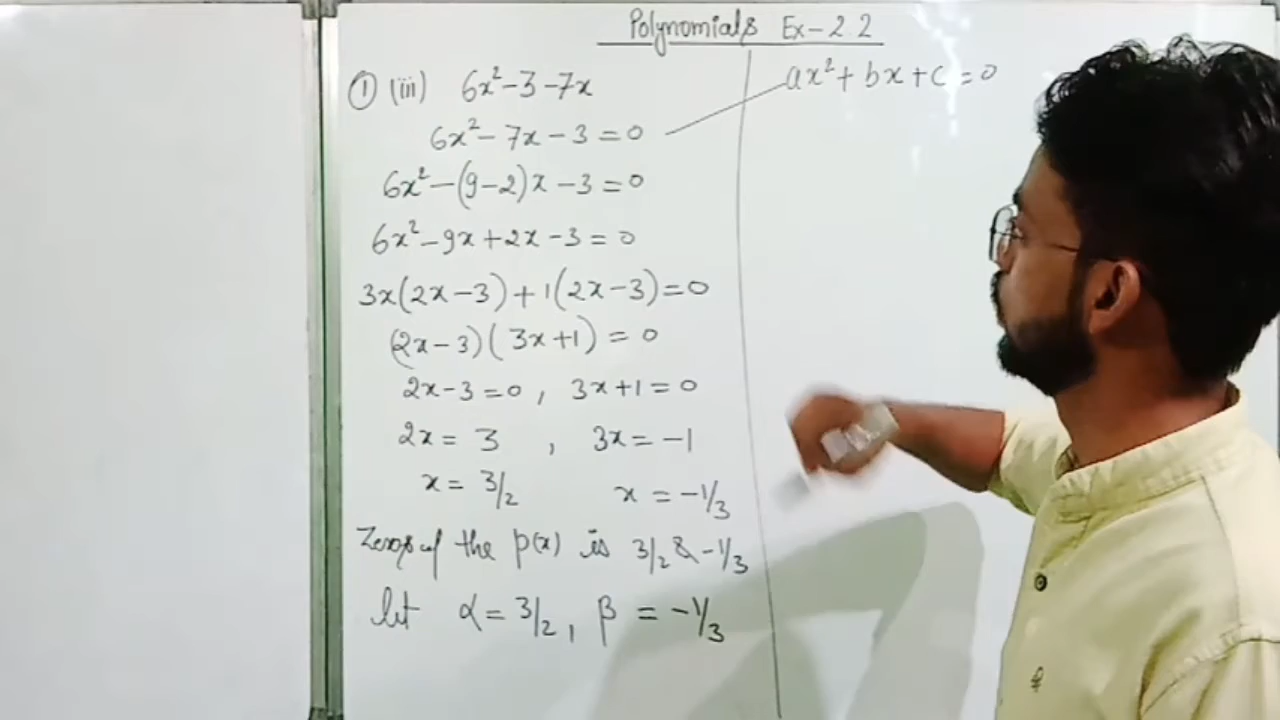 Polynomials Ex-2.2
① (iii) 6x²-3-7x
6x²-7x-3=0
6x²-(9-2)x-3=0
6x²-9x+2x-3=0
3x(2x-3)+1(2x-3)=0
(2x-3)(3x+1)=0
2x-3=0, 3x+1=0
2x=3, 3x=-1
x=3/2 x=-1/3
Zeros of the p(x) is 3/2 & -1/3
let α=3/2, β=-1/3
ax²+bx+c=0